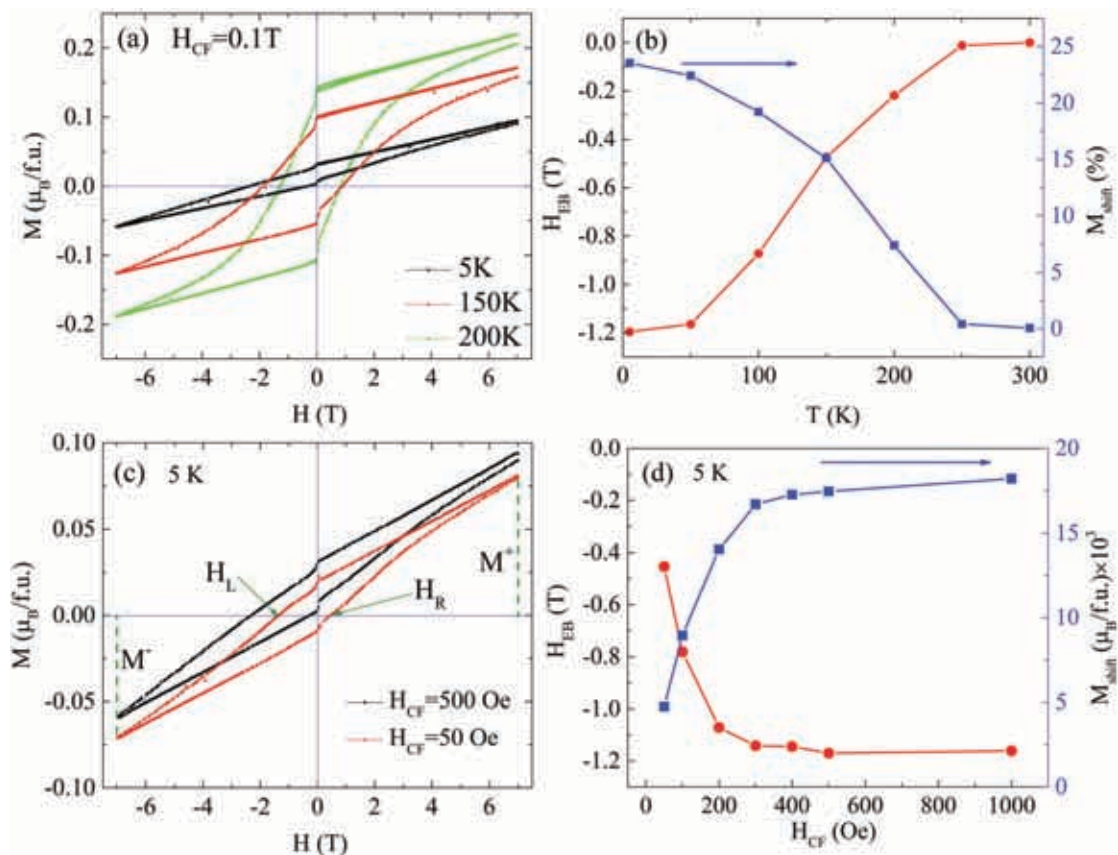 (a) H_CF=0.1T
0.2
0.1
0.0
-0.1
-0.2
M (μ_B/f.u.)
5K
150K
200K
-6 -4 -2 0 2 4 6
H (T)
(b)
0.0
-0.2
-0.4
-0.6
-0.8
-1.0
-1.2
H_EB (T)
25
20
15
10
5
0
M_shift (%)
0 100 200 300
T (K)
(c) 5 K
0.10
0.05
0.00
-0.05
0.10
M (μ_B/f.u.)
H_L
H_R
M^+
M^-
H_CF=500 Oe
H_CF=50 Oe
-6 -4 -2 0 2 4 6
H (T)
(d) 5 K
0.0
-0.2
-0.4
-0.6
-0.8
-1.0
-1.2
H_EB (T)
20
15
10
5
0
M_shift (μ_B/f.u.)×10^3
0 200 400 600 800 1000
H_CF (Oe)